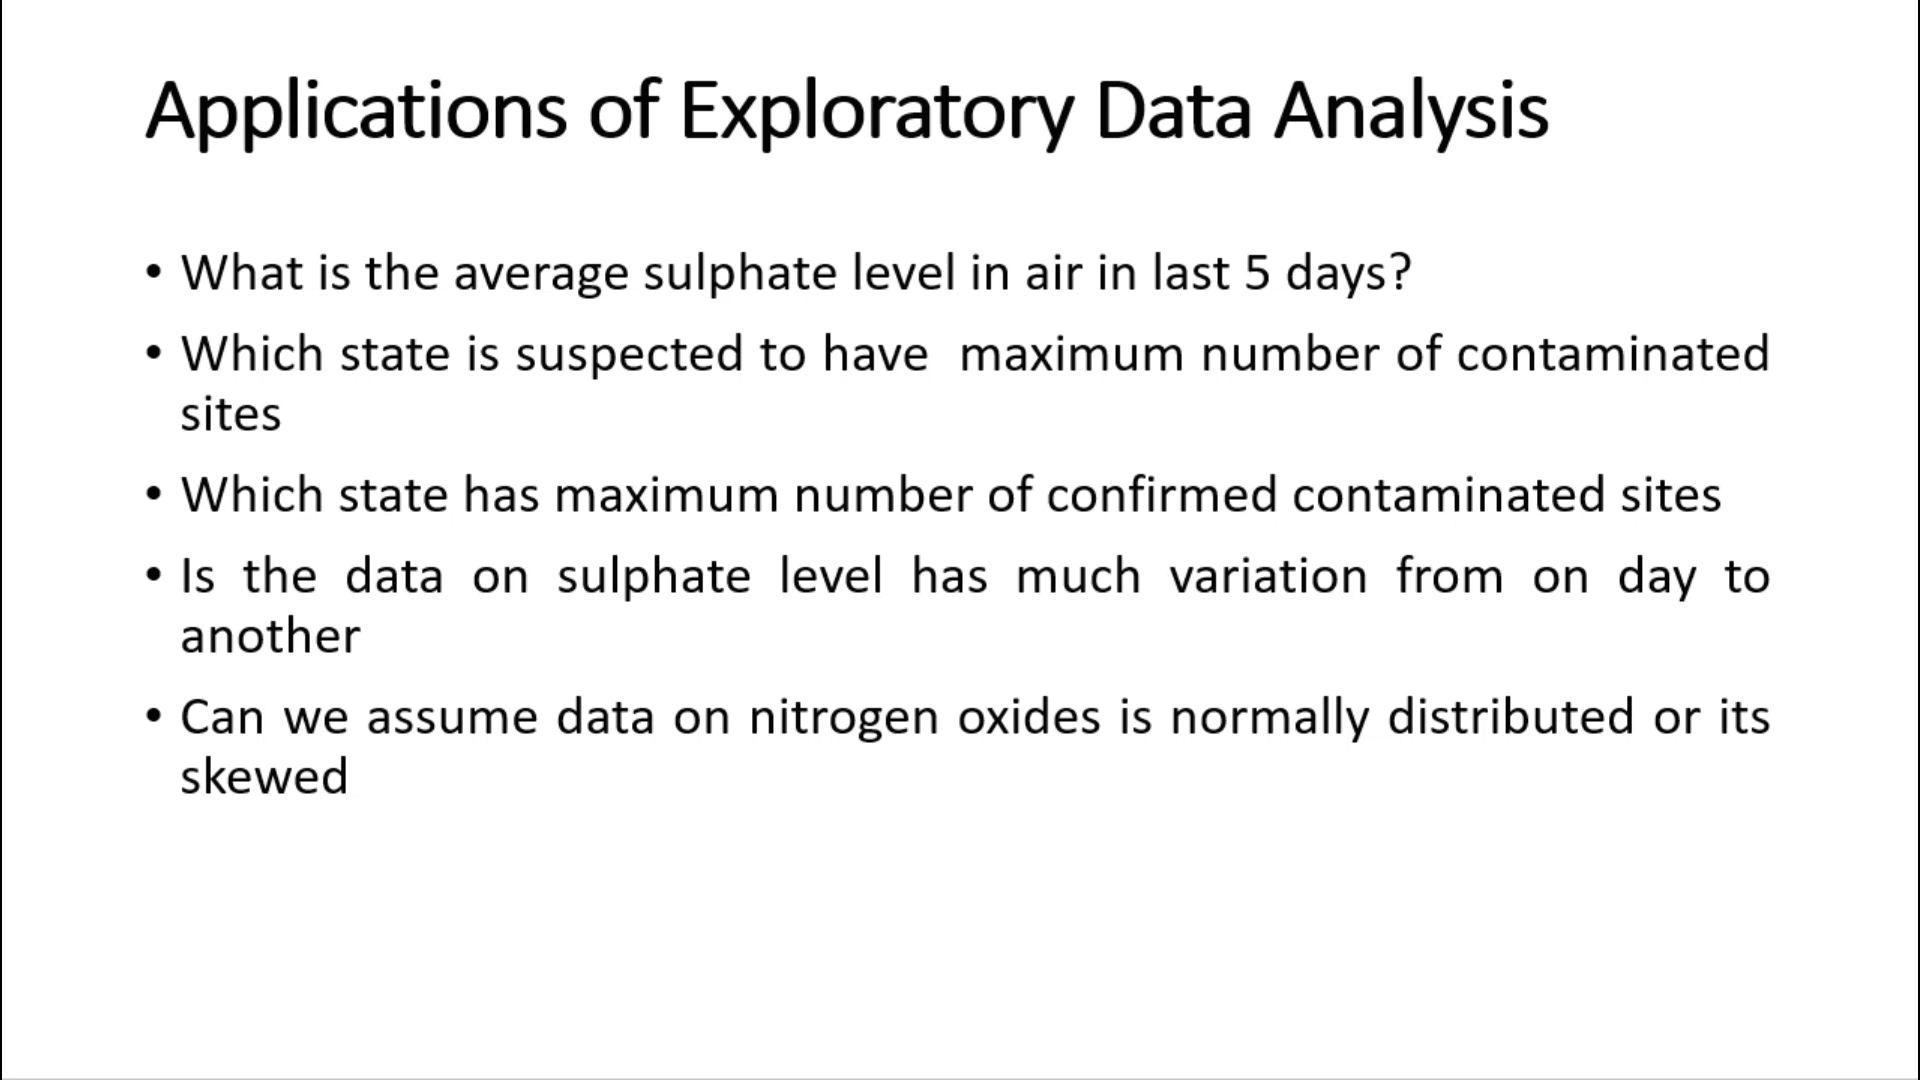 Applications of Exploratory Data Analysis
• What is the average sulphate level in air in last 5 days?
• Which state is suspected to have  maximum number of contaminated
sites
• Which state has maximum number of confirmed contaminated sites
• Is the data on sulphate level has much variation from on day to
another
• Can we assume data on nitrogen oxides is normally distributed or its
skewed